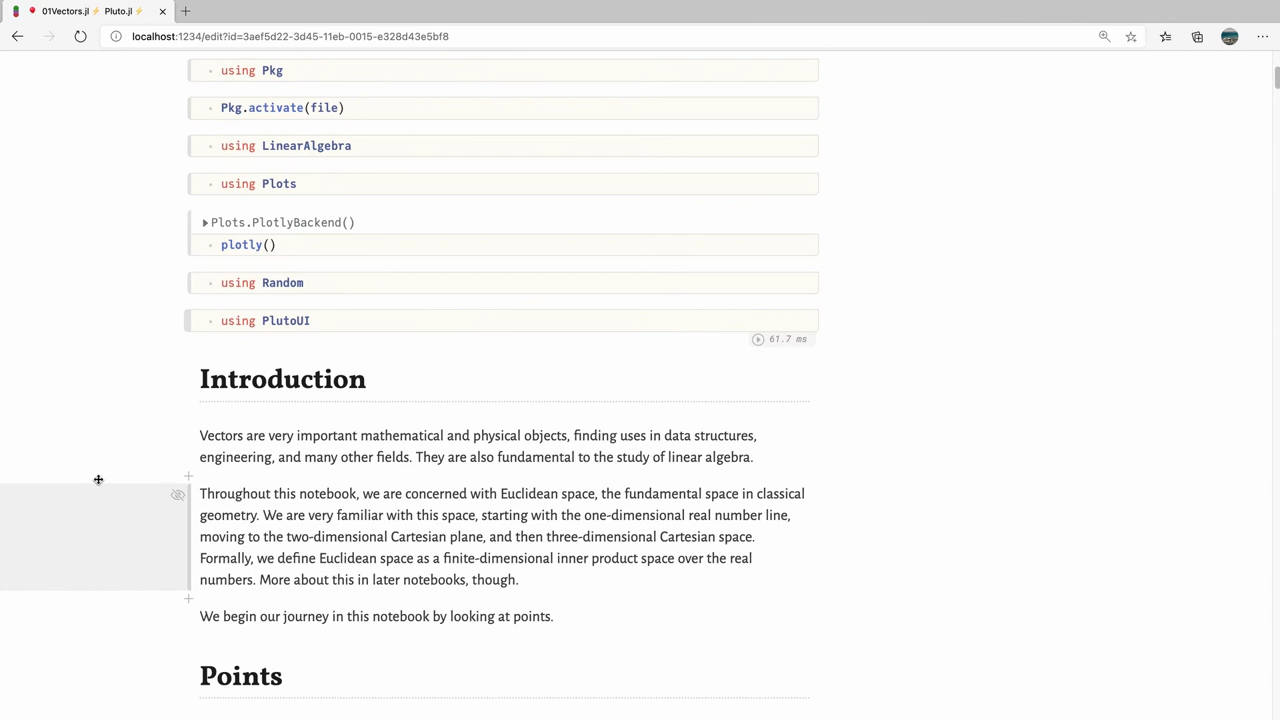 01Vectors.jl⚡ Pluto.jl⚡
localhost:1234/edit?id=3aef5d22-3d45-11eb-0015-e328d43e5bf8
using Pkg
Pkg.activate(file)
using LinearAlgebra
using Plots
Plots.PlotlyBackend()
plotly()
using Random
using PlutoUI
61.7 ms
Introduction
Vectors are very important mathematical and physical objects, finding uses in data structures,
engineering, and many other fields. They are also fundamental to the study of linear algebra.
Throughout this notebook, we are concerned with Euclidean space, the fundamental space in classical
geometry. We are very familiar with this space, starting with the one-dimensional real number line,
moving to the two-dimensional Cartesian plane, and then three-dimensional Cartesian space.
Formally, we define Euclidean space as a finite-dimensional inner product space over the real
numbers. More about this in later notebooks, though.
We begin our journey in this notebook by looking at points.
Points